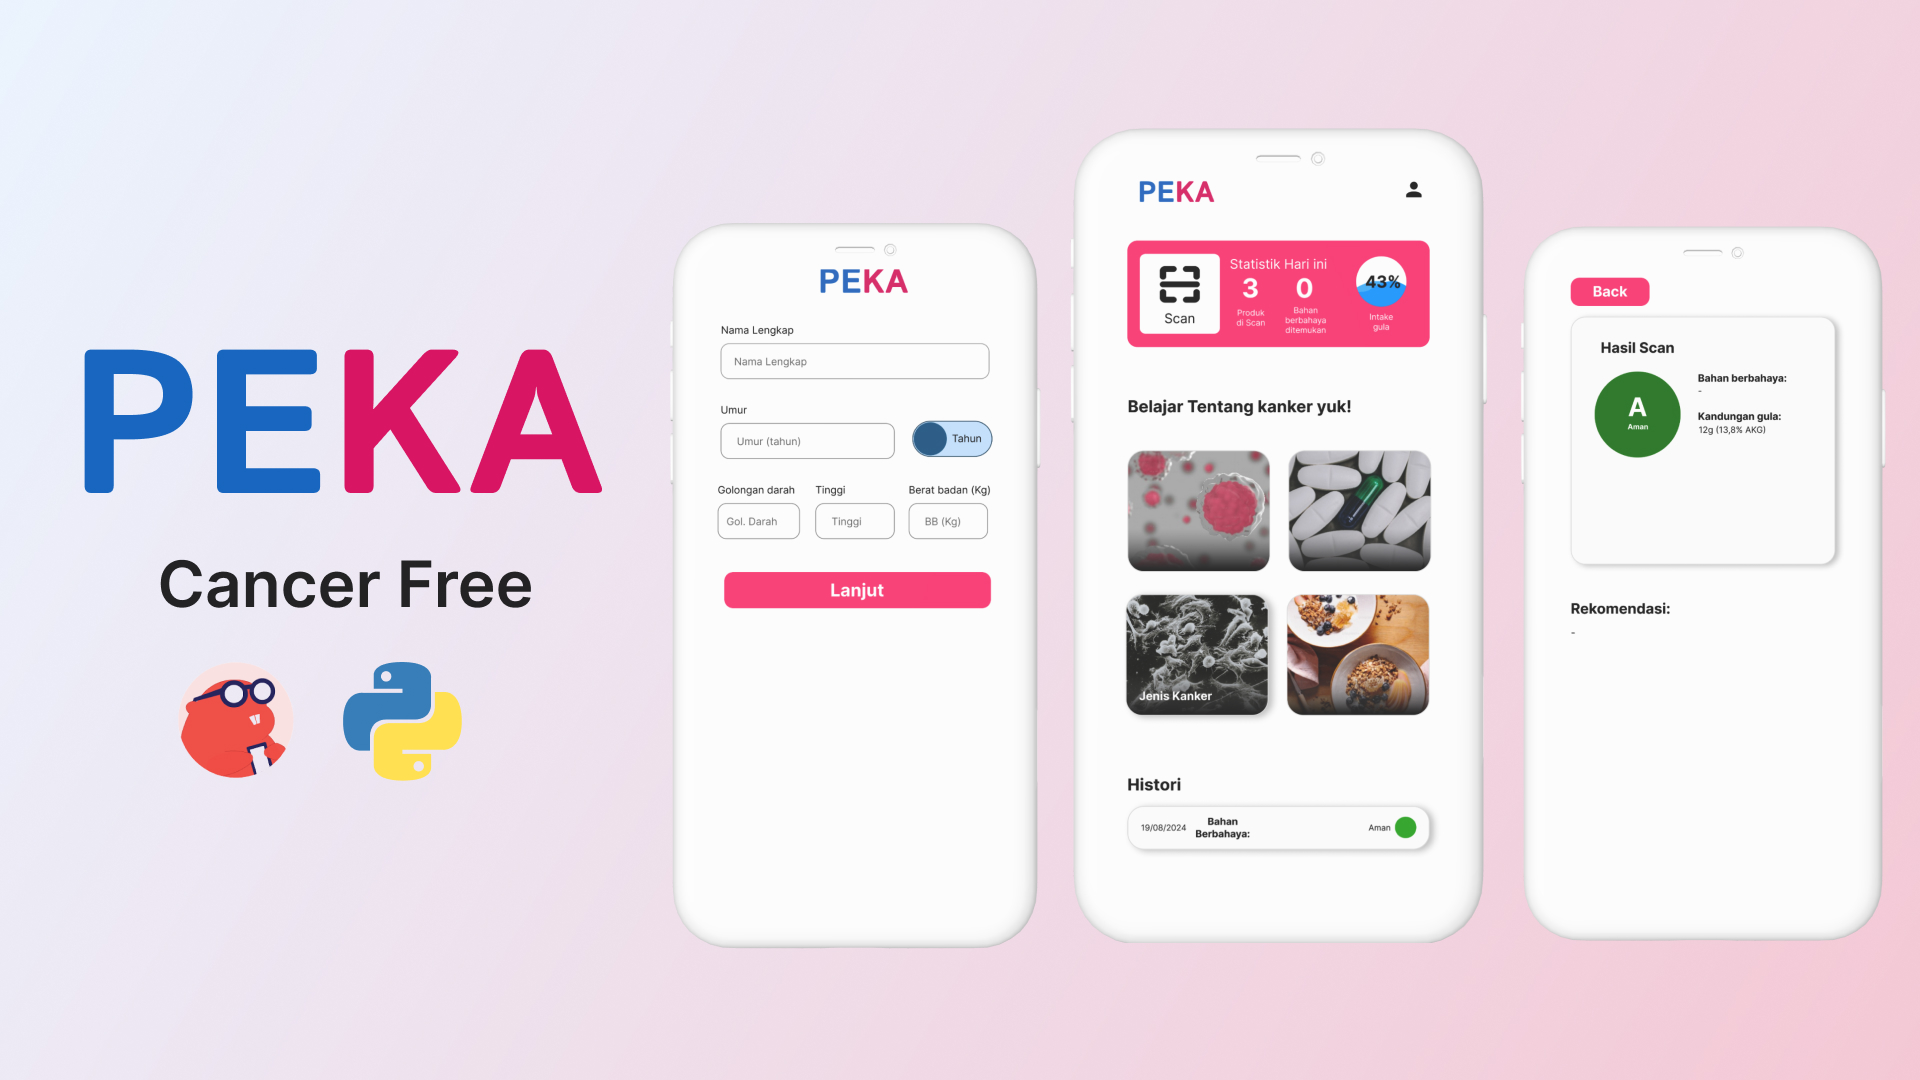 PEKA
Cancer Free
PEKA
Nama Lengkap
Nama Lengkap
Umur
Umur (tahun)
Tahun
Golongan darah
Tinggi
Berat badan (Kg)
Gol. Darah
Tinggi
BB (Kg)
Lanjut
PEKA
Scan
Statistik Hari ini
3
Produk
di Scan
0
Bahan
berbahaya
ditemukan
43%
Intake
gula
Belajar Tentang kanker yuk!
Jenis Kanker
Histori
19/08/2024
Bahan
Berbahaya:
Aman
Back
Hasil Scan
A
Aman
Bahan berbahaya:
-
Kandungan gula:
12g (13,8% AKG)
Rekomendasi:
-